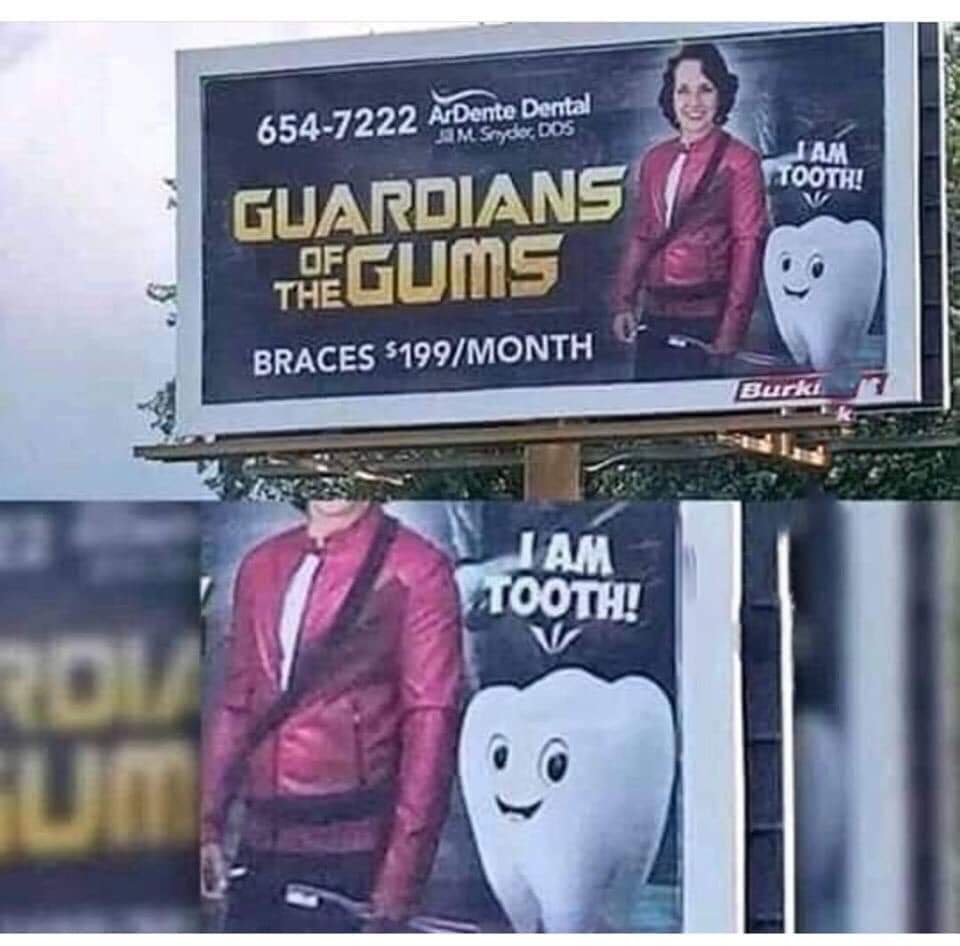 654-7222 ArDente Dental
Jill M. Snyder, DDS
GUARDIANS
OF
THE GUMS
BRACES $199/MONTH
I AM
TOOTH!
I AM
TOOTH!